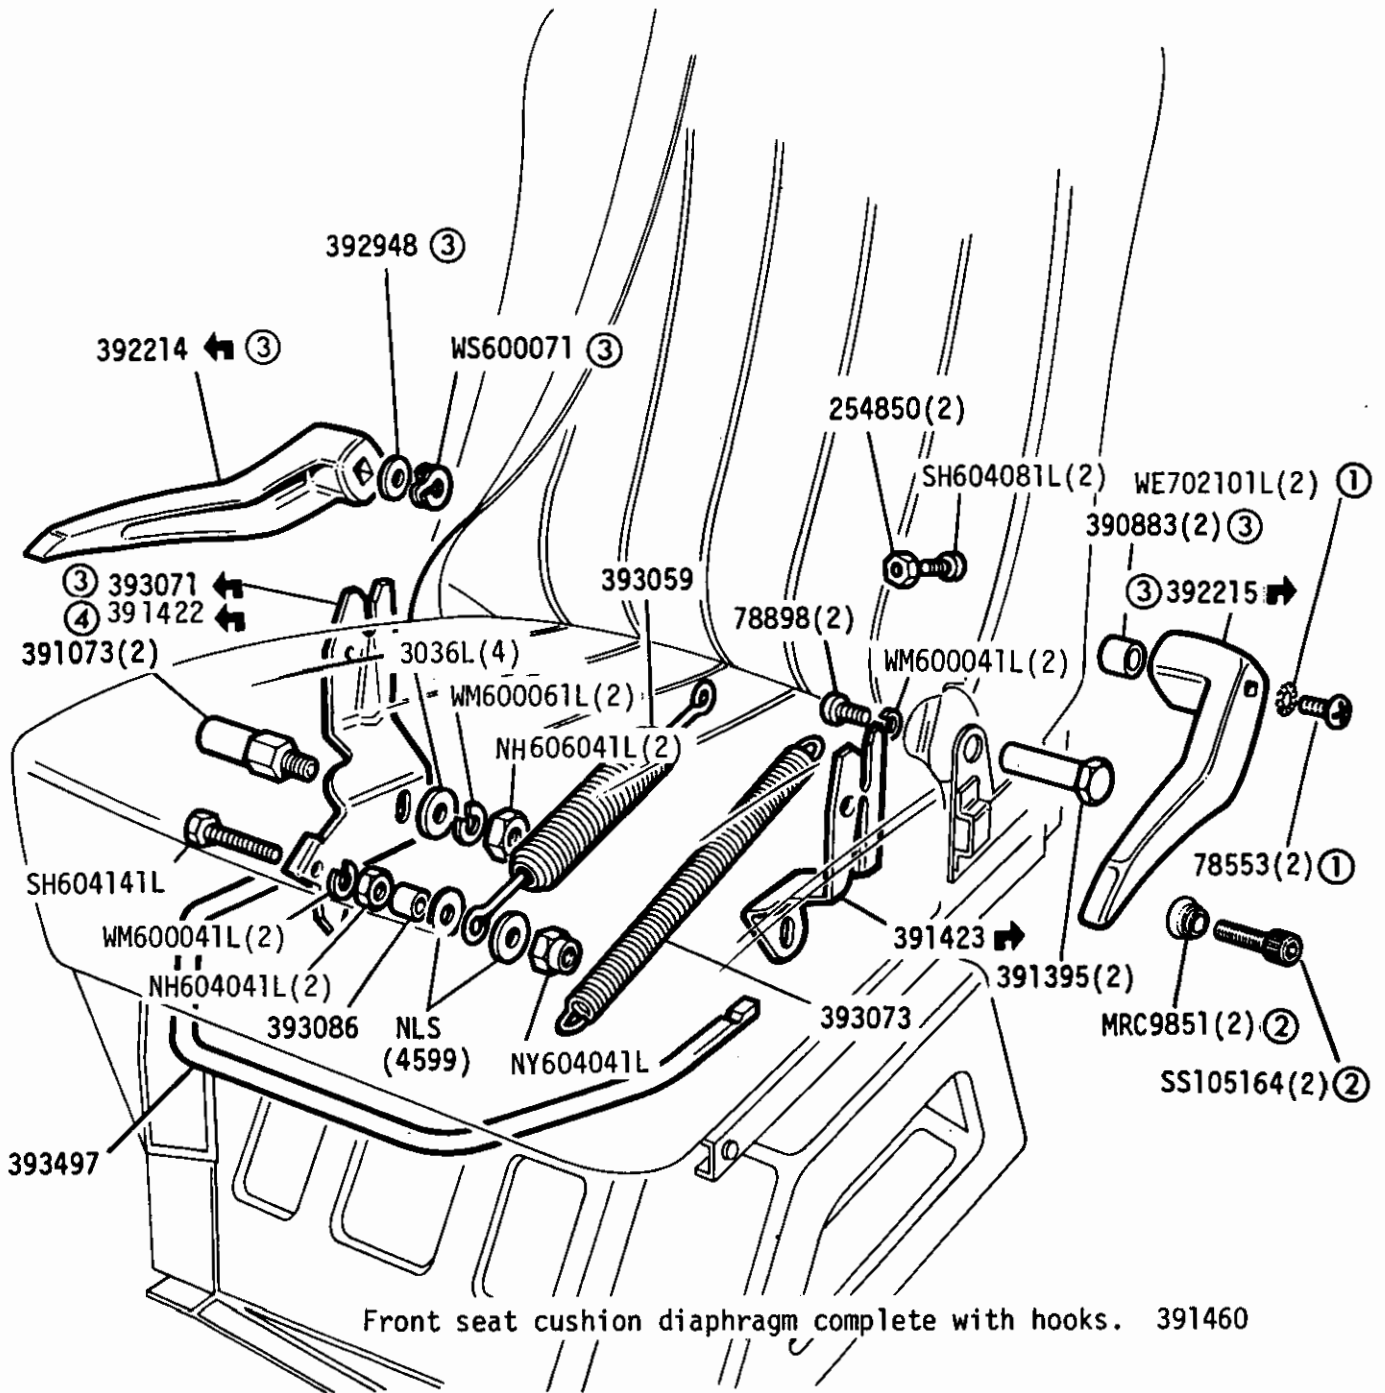 392948 ③
392214 ③
WS600071 ③
254850(2)
SH604081L(2)
WE702101L(2) ①
390883(2) ③
③ 393071
③ 392215
④ 391422
393059
78898(2)
391073(2)
3036L(4)
WM600041L(2)
WM600061L(2)
NH606041L(2)
78553(2) ①
SH604141L
WM600041L(2)
391423
391395(2)
NH604041L(2)
393086
NLS
(4599)
NY604041L
393073
MRC9851(2) ②
SS105164(2) ②
393497
Front seat cushion diaphragm complete with hooks. 391460